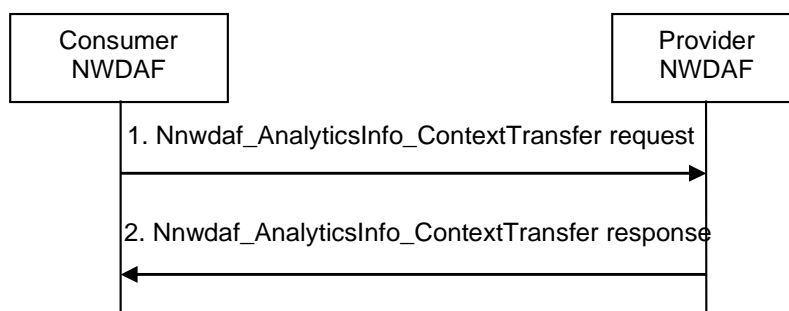 Consumer
NWDAF
Provider
NWDAF
1. Nnwdaf_AnalyticsInfo_ContextTransfer request
2. Nnwdaf_AnalyticsInfo_ContextTransfer response